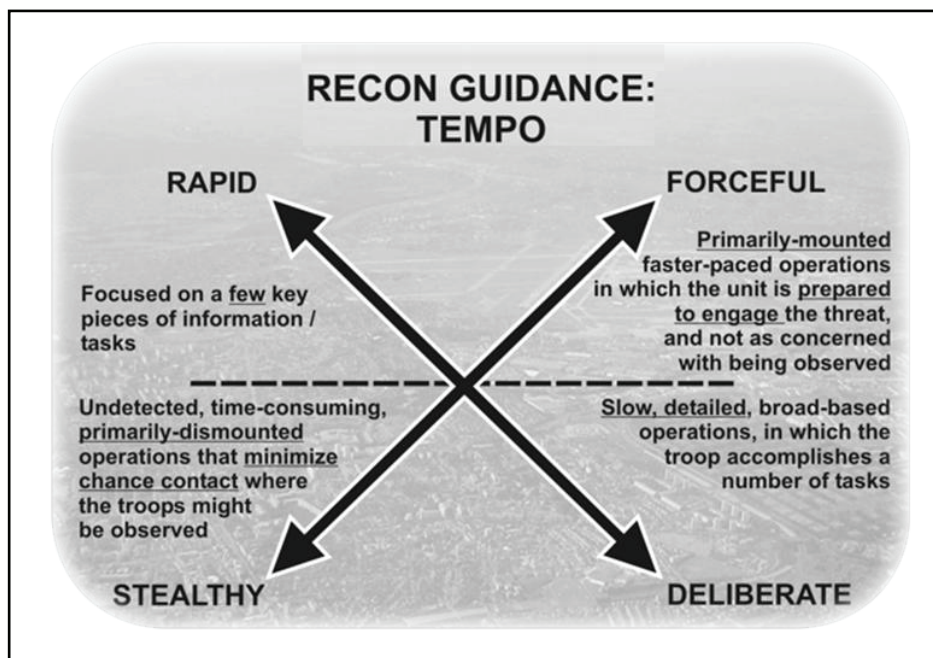 RECON GUIDANCE:
TEMPO
RAPID
FORCEFUL
Focused on a few key
pieces of information /
tasks
Primarily-mounted
faster-paced operations
in which the unit is prepared
to engage the threat,
and not as concerned
with being observed
Undetected, time-consuming,
primarily-dismounted
operations that minimize
chance contact where
the troops might
be observed
Slow, detailed, broad-based
operations, in which the
troop accomplishes a
number of tasks
STEALTHY
DELIBERATE